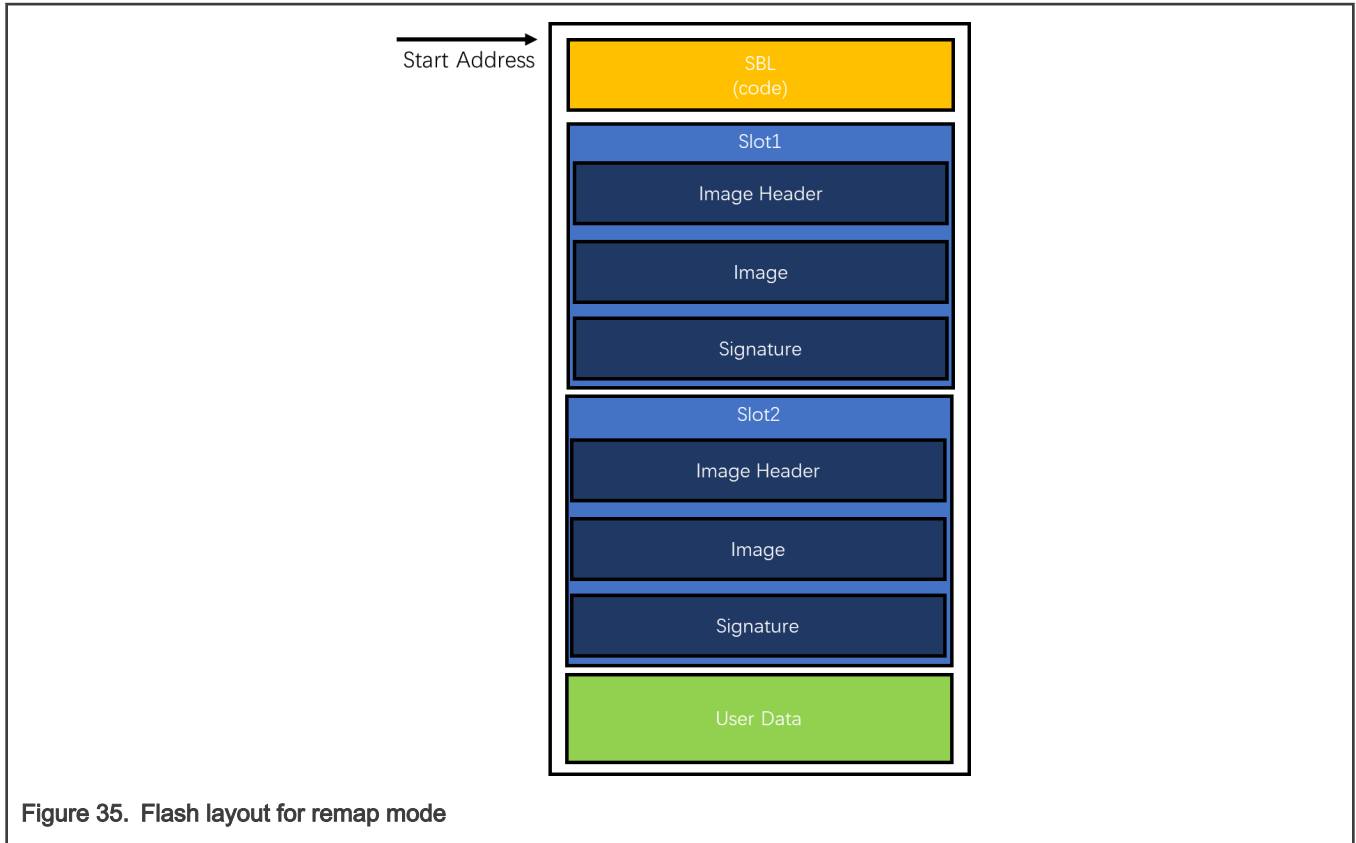 Start Address
SBL
(code)
Slot1
Image Header
Image
Signature
Slot2
Image Header
Image
Signature
User Data
Figure 35. Flash layout for remap mode